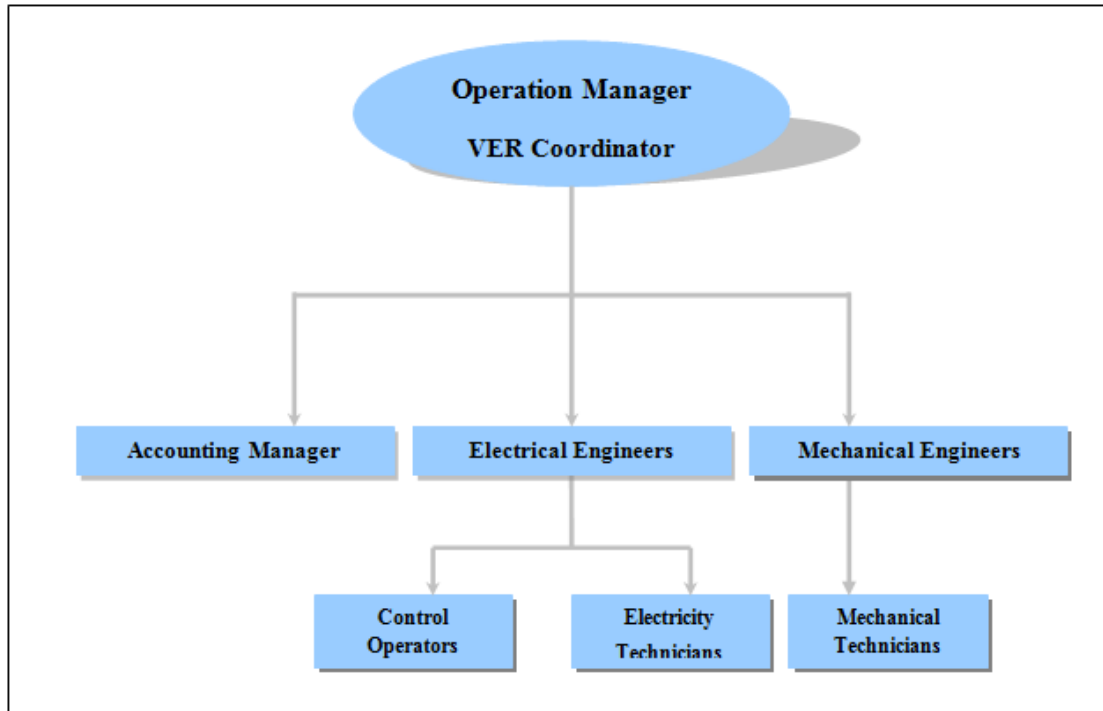 Operation Manager
VER Coordinator
Accounting Manager
Electrical Engineers
Mechanical Engineers
Control
Operators
Electricity
Technicians
Mechanical
Technicians